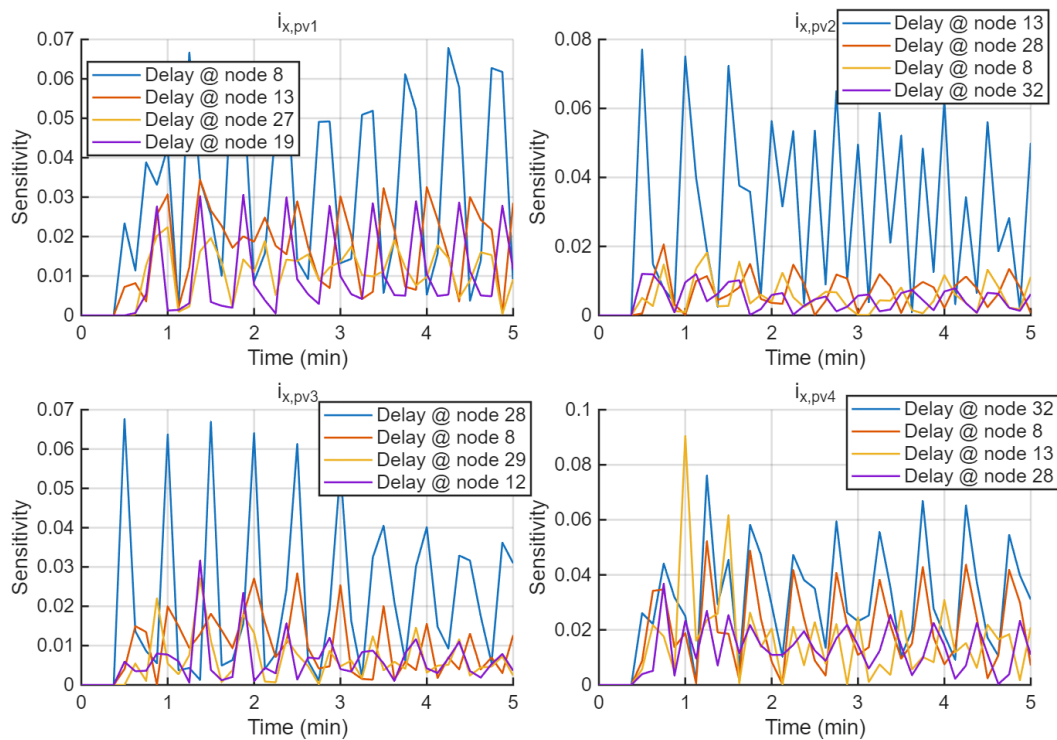 i_x,pv1
0.07
0.06
0.05
0.04
0.03
0.02
0.01
0
Sensitivity
Delay @ node 8
Delay @ node 13
Delay @ node 27
Delay @ node 19
0 1 2 3 4 5
Time (min)
i_x,pv2
0.08
0.06
0.04
0.02
0
Sensitivity
Delay @ node 13
Delay @ node 28
Delay @ node 8
Delay @ node 32
0 1 2 3 4 5
Time (min)
i_x,pv3
0.07
0.06
0.05
0.04
0.03
0.02
0.01
0
Sensitivity
Delay @ node 28
Delay @ node 8
Delay @ node 29
Delay @ node 12
0 1 2 3 4 5
Time (min)
i_x,pv4
0.1
0.08
0.06
0.04
0.02
0
Sensitivity
Delay @ node 32
Delay @ node 8
Delay @ node 13
Delay @ node 28
0 1 2 3 4 5
Time (min)